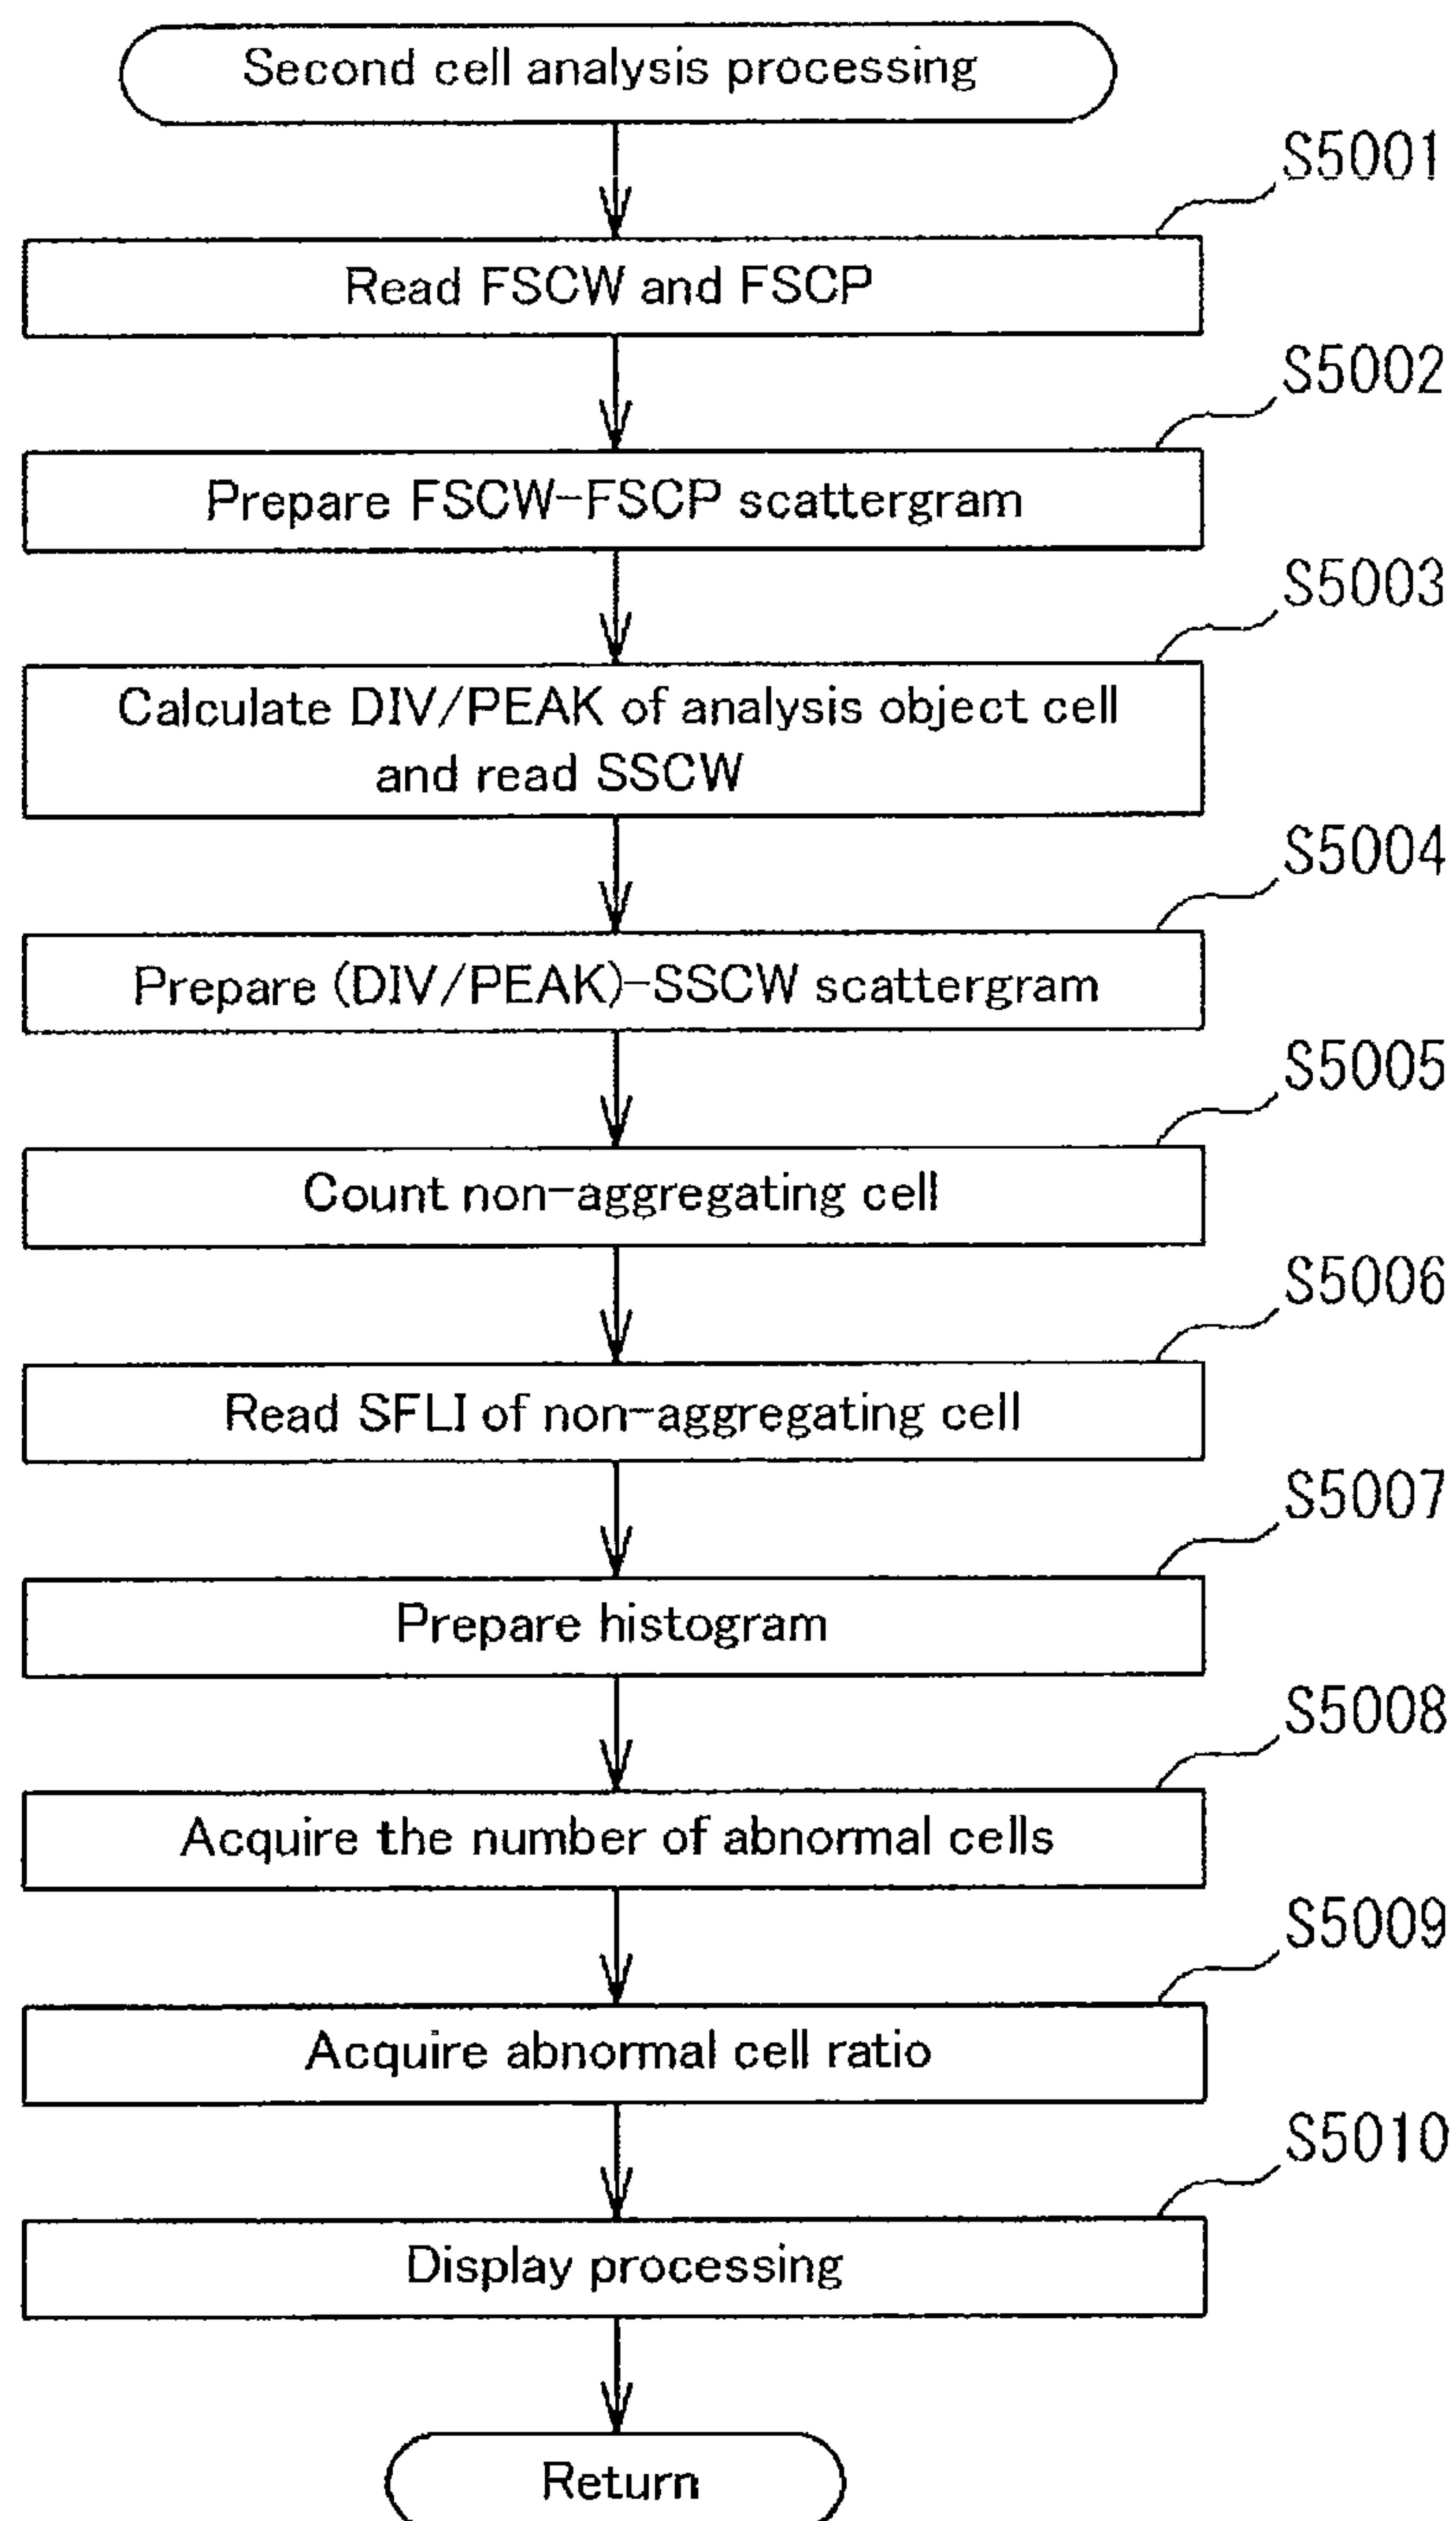 Second cell analysis processing
S5001
Read FSCW and FSCP
S5002
Prepare FSCW-FSCP scattergram
S5003
Calculate DIV/PEAK of analysis object cell
and read SSCW
S5004
Prepare (DIV/PEAK)-SSCW scattergram
S5005
Count non-aggregating cell
S5006
Read SFLI of non-aggregating cell
S5007
Prepare histogram
S5008
Acquire the number of abnormal cells
S5009
Acquire abnormal cell ratio
S5010
Display processing
Return